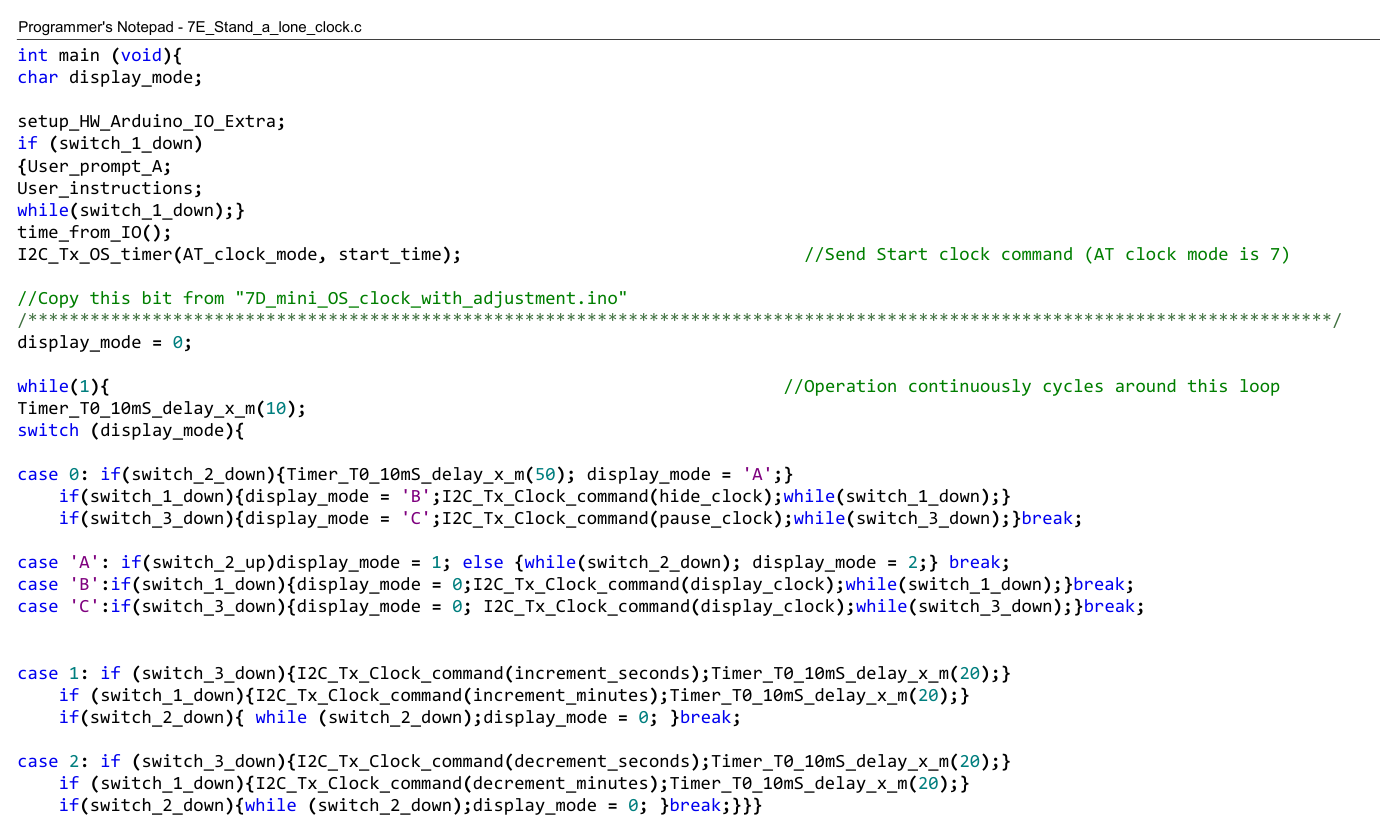 Programmer's Notepad - 7E_Stand_a_lone_clock.c
int main (void){
char display_mode;
setup_HW_Arduino_IO_Extra;
if (switch_1_down)
{User_prompt_A;
User_instructions;
while(switch_1_down);}
time_from_IO();
I2C_Tx_OS_timer(AT_clock_mode, start_time); //Send Start clock command (AT clock mode is 7)
//Copy this bit from "7D_mini_OS_clock_with_adjustment.ino"
/******************************************************************************************************************************/
display_mode = 0;
while(1){ //Operation continuously cycles around this loop
Timer_T0_10mS_delay_x_m(10);
switch (display_mode){
case 0: if(switch_2_down){Timer_T0_10mS_delay_x_m(50); display_mode = 'A';}
if(switch_1_down){display_mode = 'B';I2C_Tx_Clock_command(hide_clock);while(switch_1_down);}
if(switch_3_down){display_mode = 'C';I2C_Tx_Clock_command(pause_clock);while(switch_3_down);}break;
case 'A': if(switch_2_up)display_mode = 1; else {while(switch_2_down); display_mode = 2;} break;
case 'B':if(switch_1_down){display_mode = 0;I2C_Tx_Clock_command(display_clock);while(switch_1_down);}break;
case 'C':if(switch_3_down){display_mode = 0; I2C_Tx_Clock_command(display_clock);while(switch_3_down);}break;
case 1: if (switch_3_down){I2C_Tx_Clock_command(increment_seconds);Timer_T0_10mS_delay_x_m(20);}
if (switch_1_down){I2C_Tx_Clock_command(increment_minutes);Timer_T0_10mS_delay_x_m(20);}
if(switch_2_down){ while (switch_2_down);display_mode = 0; }break;
case 2: if (switch_3_down){I2C_Tx_Clock_command(decrement_seconds);Timer_T0_10mS_delay_x_m(20);}
if (switch_1_down){I2C_Tx_Clock_command(decrement_minutes);Timer_T0_10mS_delay_x_m(20);}
if(switch_2_down){while (switch_2_down);display_mode = 0; }break;}}}